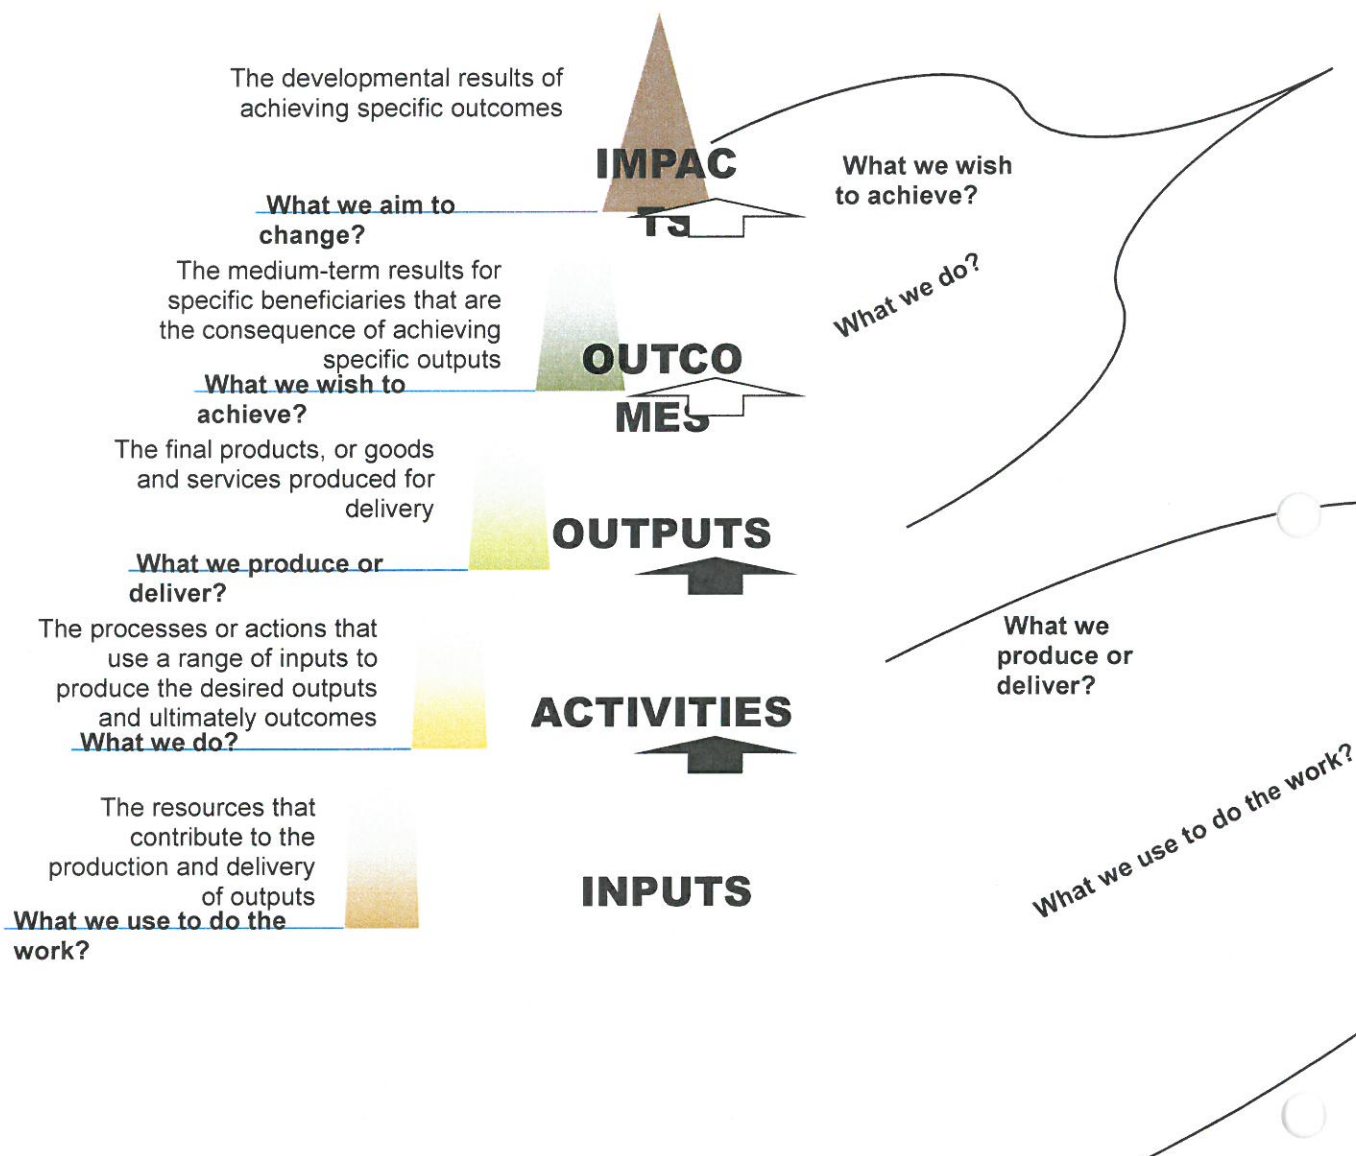 The developmental results of
achieving specific outcomes
IMPAC
TS
What we aim to
change?
What we wish
to achieve?
The medium-term results for
specific beneficiaries that are
the consequence of achieving
specific outputs
What we do?
OUTCO
MES
What we wish to
achieve?
The final products, or goods
and services produced for
delivery
OUTPUTS
What we produce or
deliver?
The processes or actions that
use a range of inputs to
produce the desired outputs
and ultimately outcomes
ACTIVITIES
What we
produce or
deliver?
What we do?
The resources that
contribute to the
production and delivery
of outputs
INPUTS
What we use to do the work?
What we use to do the
work?